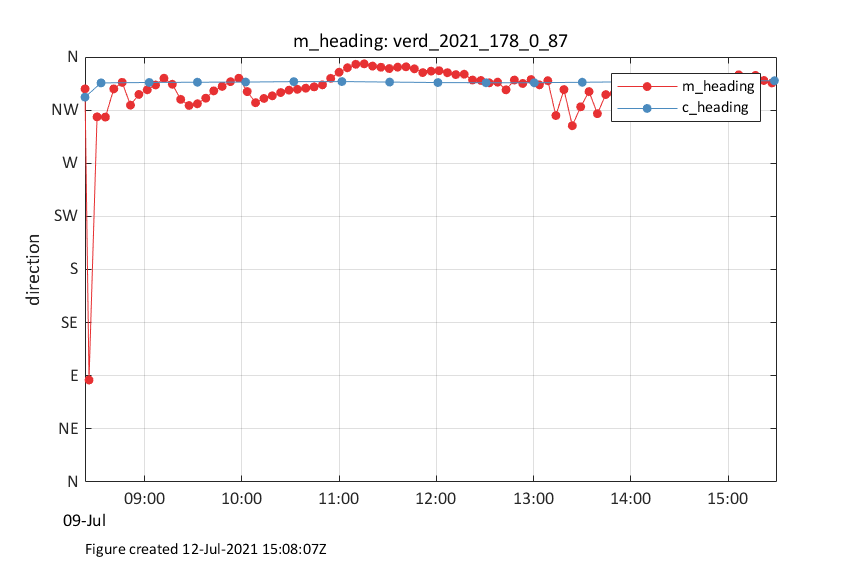 m_heading: verd_2021_178_0_87
N
NW
W
SW
S
SE
E
NE
N
direction
m_heading
c_heading
09:00 10:00 11:00 12:00 13:00 14:00 15:00
09-Jul
Figure created 12-Jul-2021 15:08:07Z